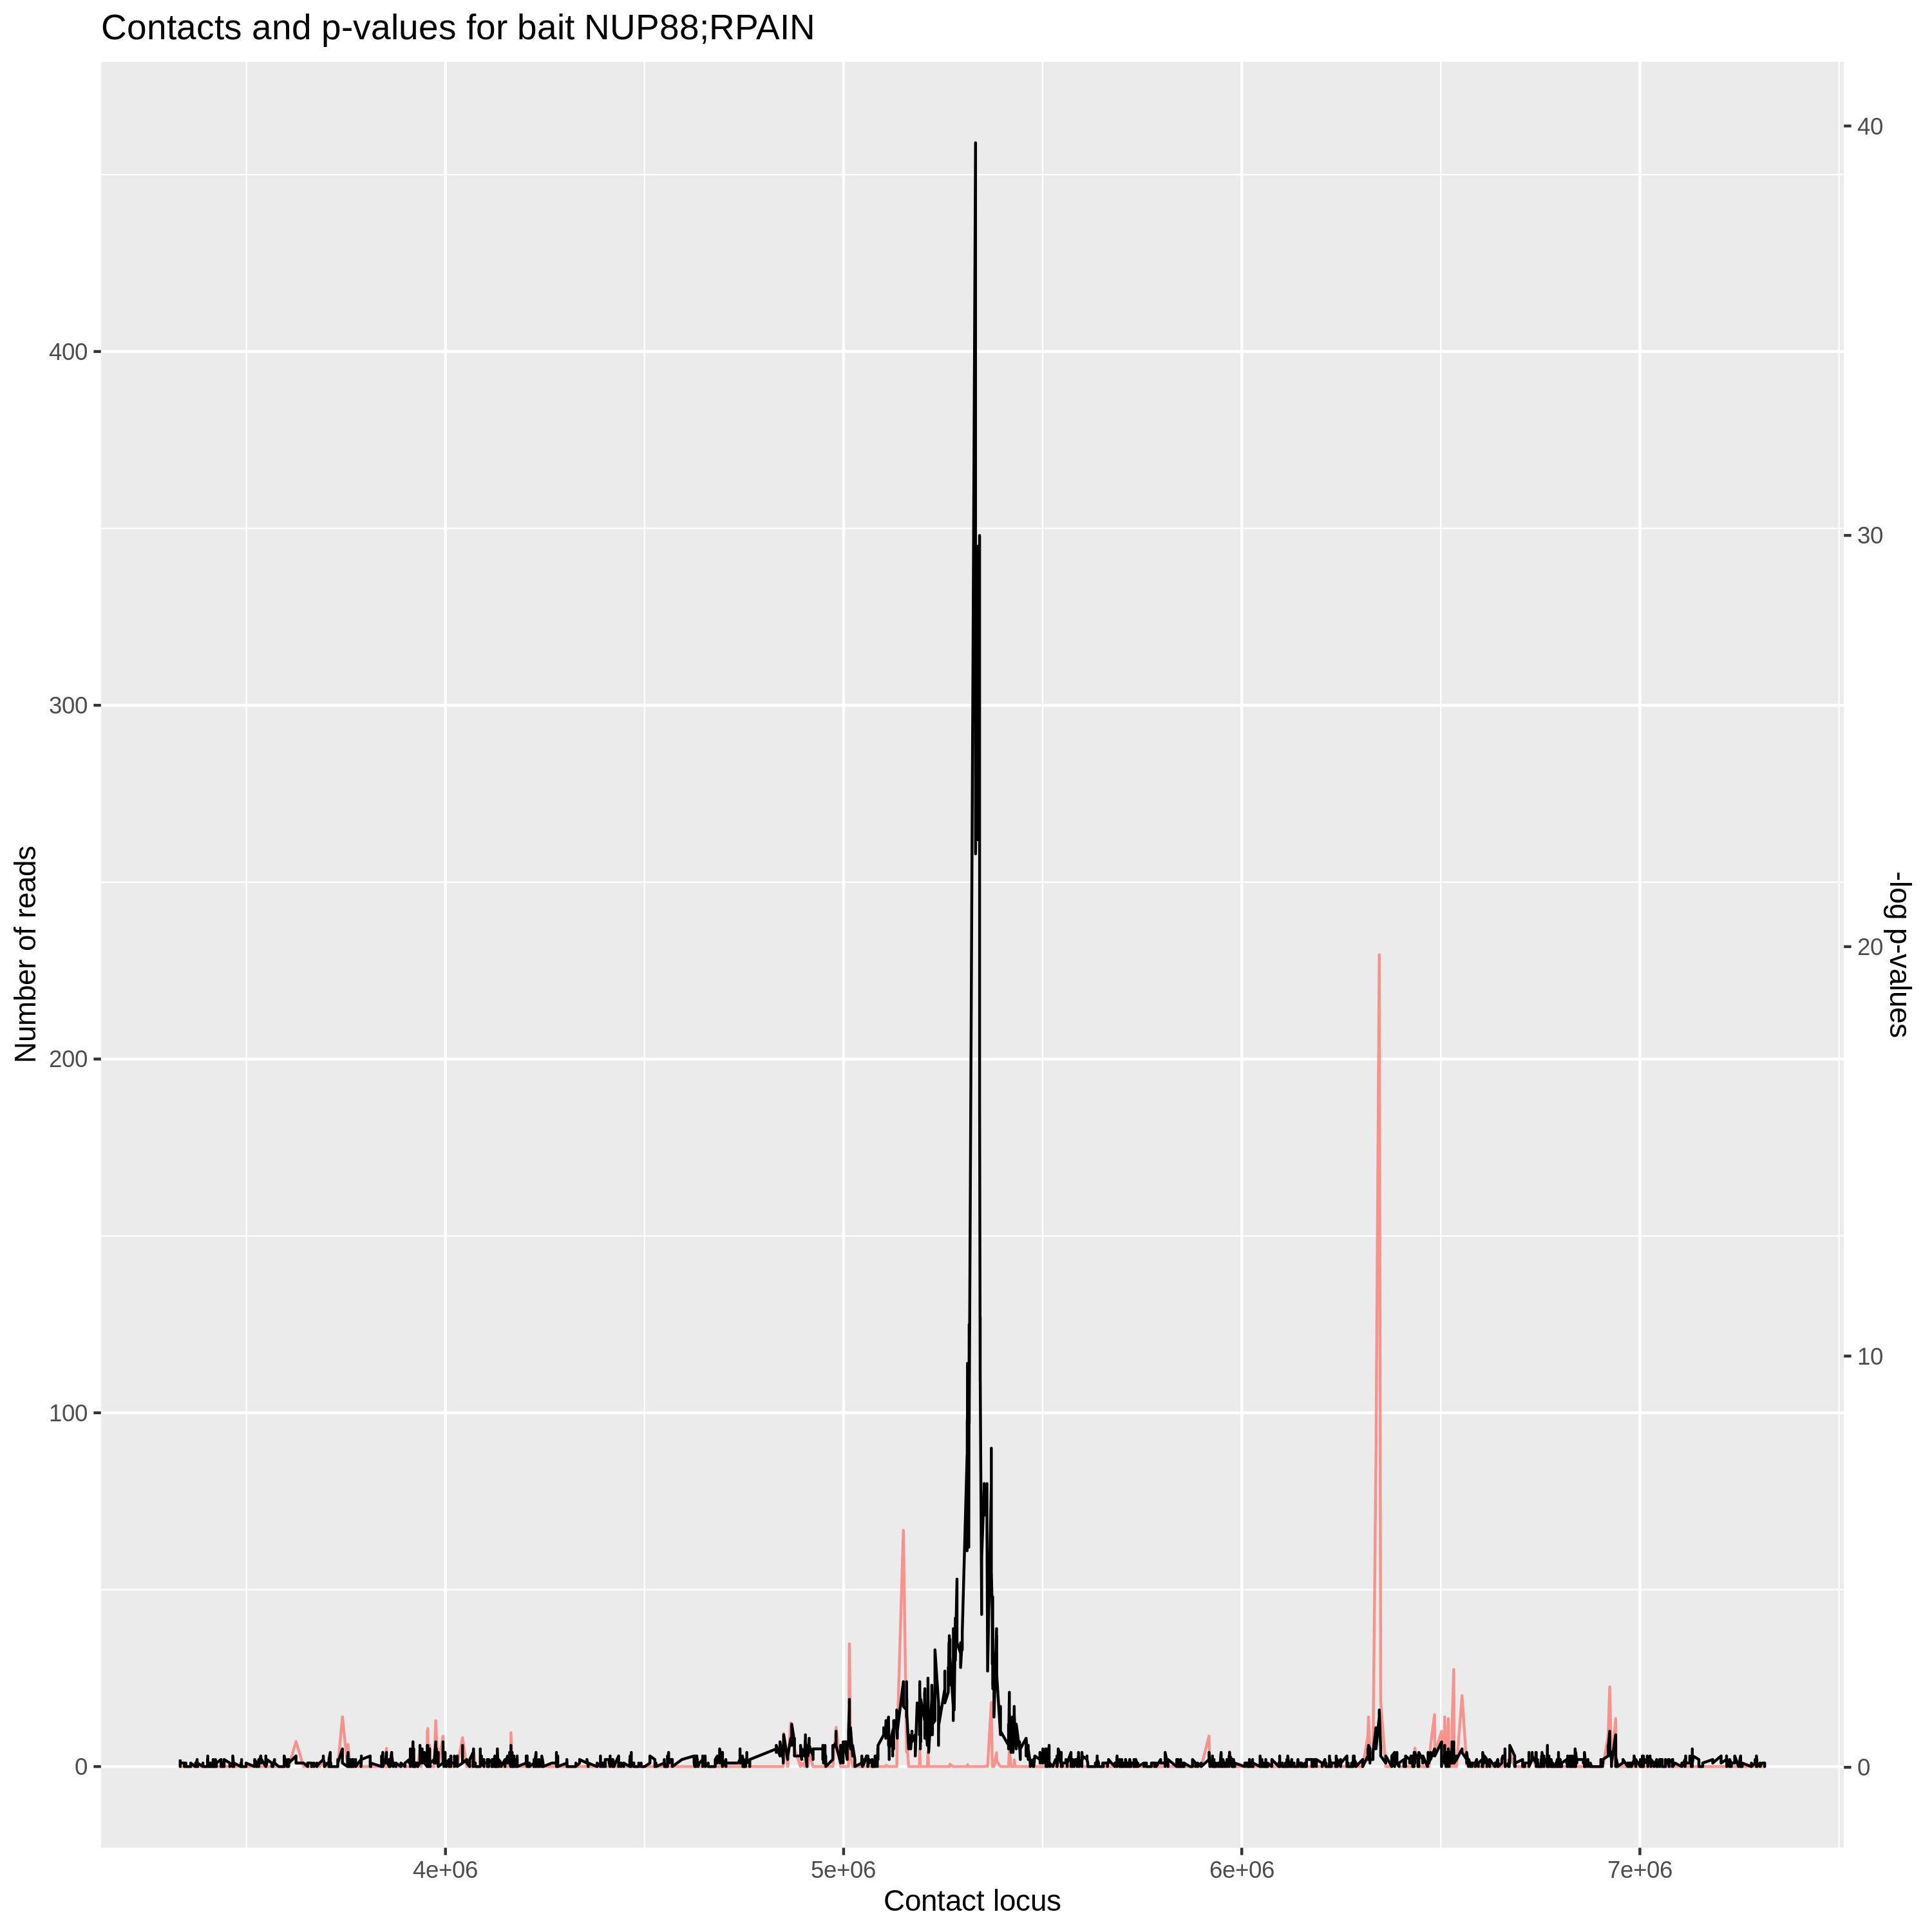 Contacts and p-values for bait NUP88;RPAIN
Number of reads
400
300
200
100
0
40
30
20
10
0
-log p-values
4e+06 5e+06 6e+06 7e+06
Contact locus